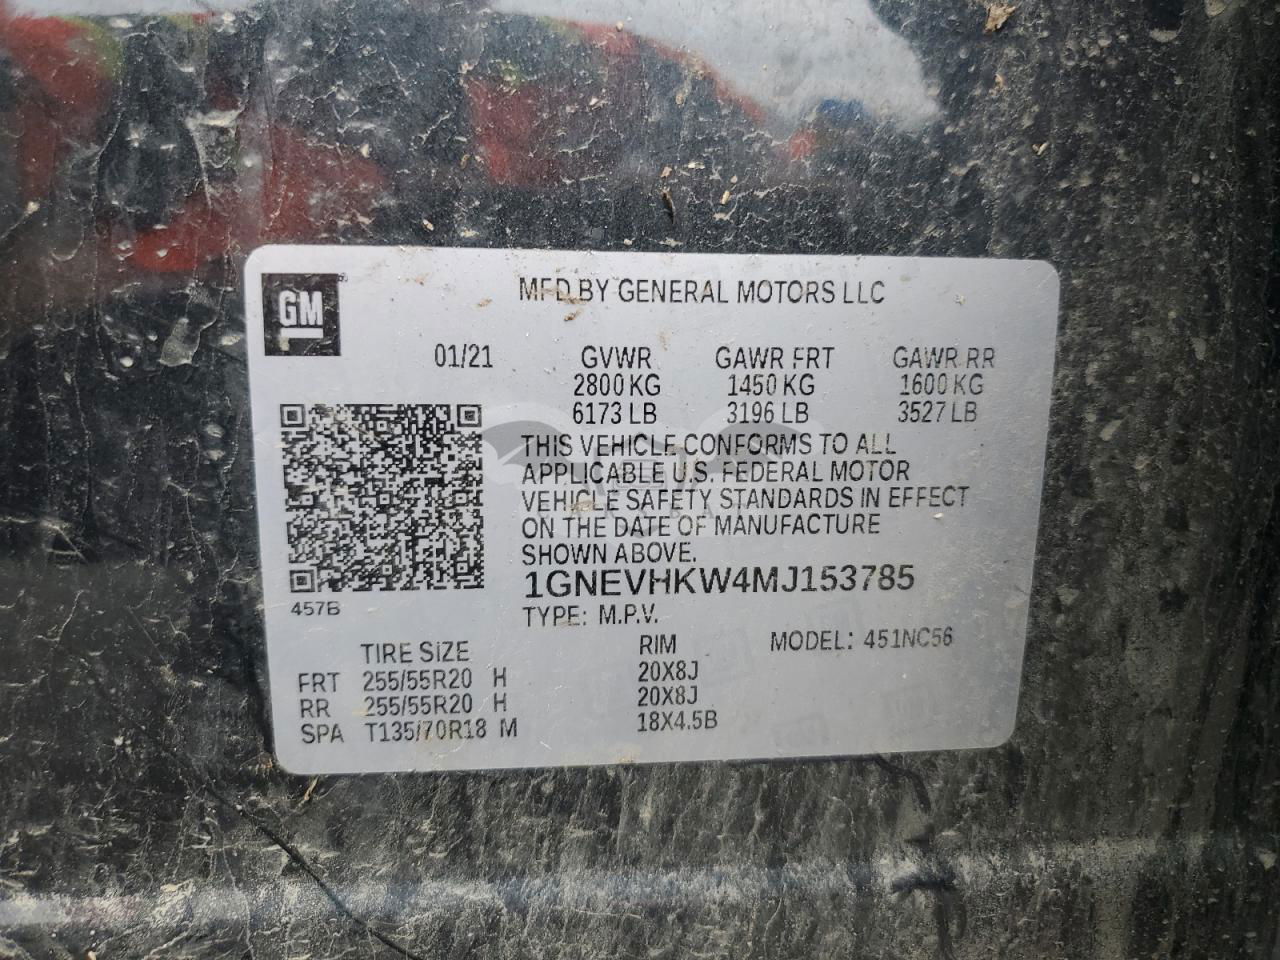 GM
MFD BY GENERAL MOTORS LLC
01/21 GVWR GAWR FRT GAWR RR
2800 KG 1450 KG 1600 KG
6173 LB 3196 LB 3527 LB
THIS VEHICLE CONFORMS TO ALL
APPLICABLE U.S. FEDERAL MOTOR
VEHICLE SAFETY STANDARDS IN EFFECT
ON THE DATE OF MANUFACTURE
SHOWN ABOVE.
1GNEVHKW4MJ153785
457B
TYPE: M.P.V.
TIRE SIZE RIM MODEL: 451NC56
FRT 255/55R20 H 20X8J
RR 255/55R20 H 20X8J
SPA T135/70R18 M 18X4.5B